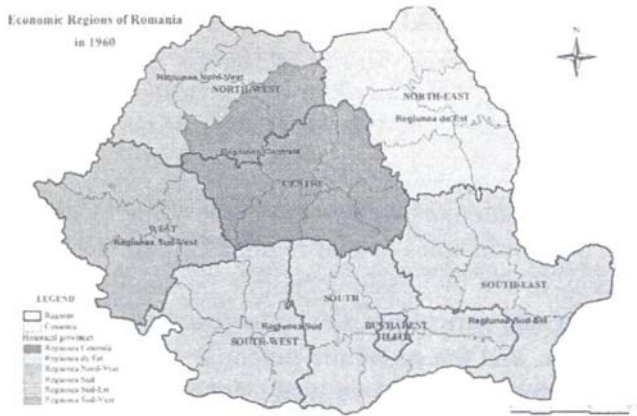 Economic Regions of Romania
in 1960
Regiunea Nord-Vest
NORTH-WEST
NORTH-EAST
Regiunea de Est
Regiunea Centrala
CENTRE
WEST
Regiunea Sud-Vest
SOUTH-EAST
SOUTH
Regiunea Sud
SOUTH-WEST
BUCHAREST
ILFOV
Regiunea Sud-Est
LEGEND
Regiunea Centrală
Regiunea de Est
Regiunea Nord-Vest
Regiunea Sud
Regiunea Sud-Est
Regiunea Sud-Vest